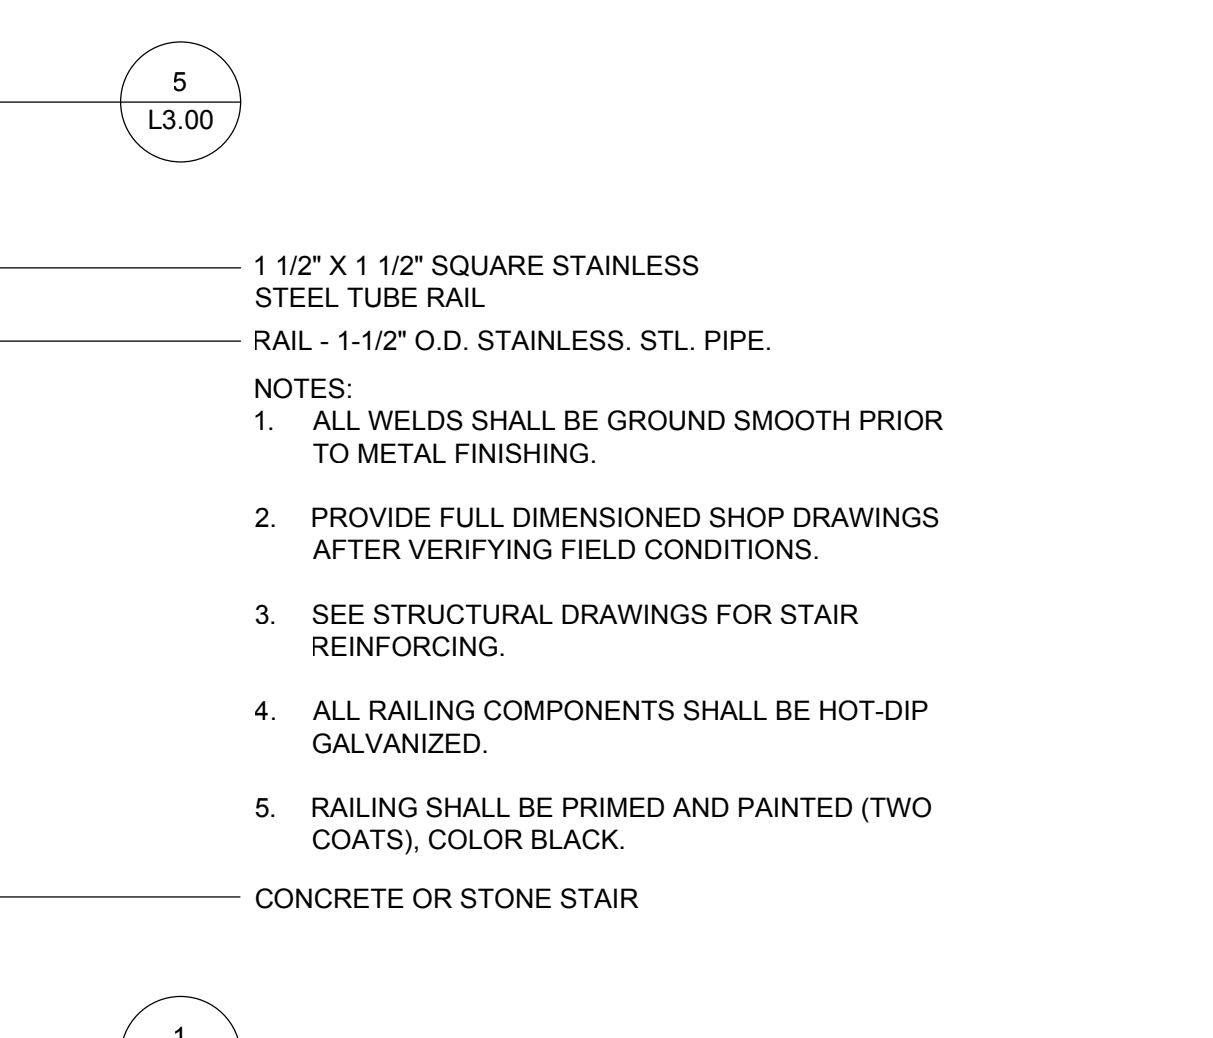 5
L3.00
1 1/2" X 1 1/2" SQUARE STAINLESS
STEEL TUBE RAIL
RAIL - 1-1/2" O.D. STAINLESS. STL. PIPE.
NOTES:
1. ALL WELDS SHALL BE GROUND SMOOTH PRIOR
TO METAL FINISHING.
2. PROVIDE FULL DIMENSIONED SHOP DRAWINGS
AFTER VERIFYING FIELD CONDITIONS.
3. SEE STRUCTURAL DRAWINGS FOR STAIR
REINFORCING.
4. ALL RAILING COMPONENTS SHALL BE HOT-DIP
GALVANIZED.
5. RAILING SHALL BE PRIMED AND PAINTED (TWO
COATS), COLOR BLACK.
CONCRETE OR STONE STAIR
1